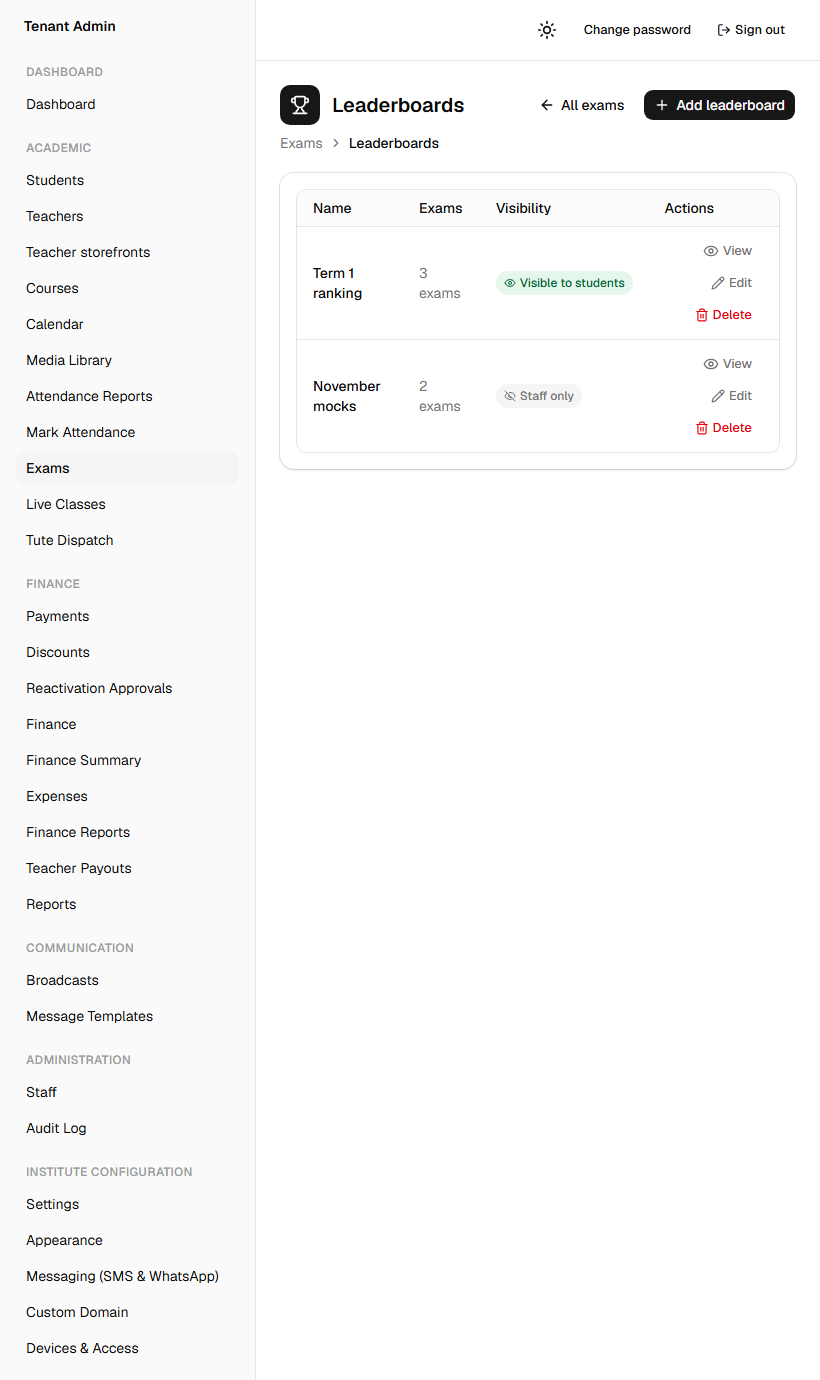 Tenant Admin
Change password
Sign out
DASHBOARD
Dashboard
ACADEMIC
Students
Teachers
Teacher storefronts
Courses
Calendar
Media Library
Attendance Reports
Mark Attendance
Exams
Live Classes
Tute Dispatch
FINANCE
Payments
Discounts
Reactivation Approvals
Finance
Finance Summary
Expenses
Finance Reports
Teacher Payouts
Reports
COMMUNICATION
Broadcasts
Message Templates
ADMINISTRATION
Staff
Audit Log
INSTITUTE CONFIGURATION
Settings
Appearance
Messaging (SMS & WhatsApp)
Custom Domain
Devices & Access
Leaderboards
All exams
Add leaderboard
Exams > Leaderboards
Name Exams Visibility Actions
Term 1
ranking
3
exams
Visible to students
View
Edit
Delete
November
mocks
2
exams
Staff only
View
Edit
Delete